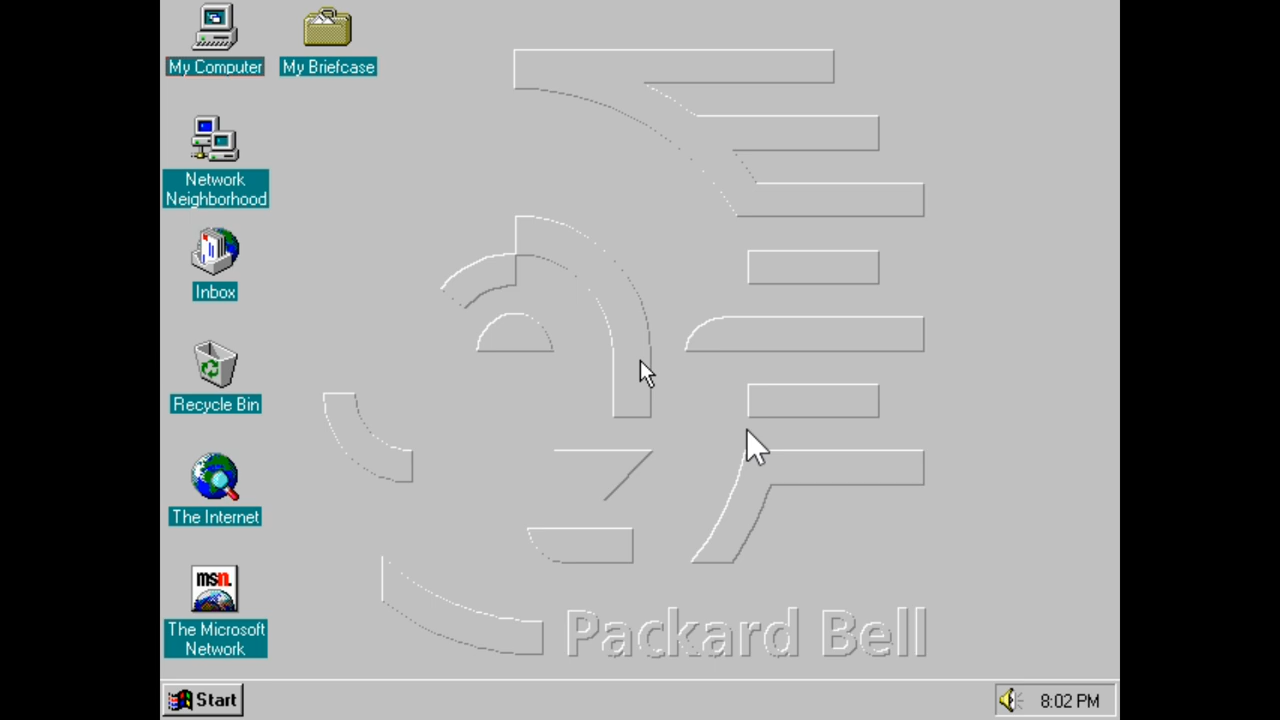 My Computer
My Briefcase
Network
Neighborhood
Inbox
Recycle Bin
The Internet
msn.
The Microsoft
Network
Packard Bell
Start
8:02 PM